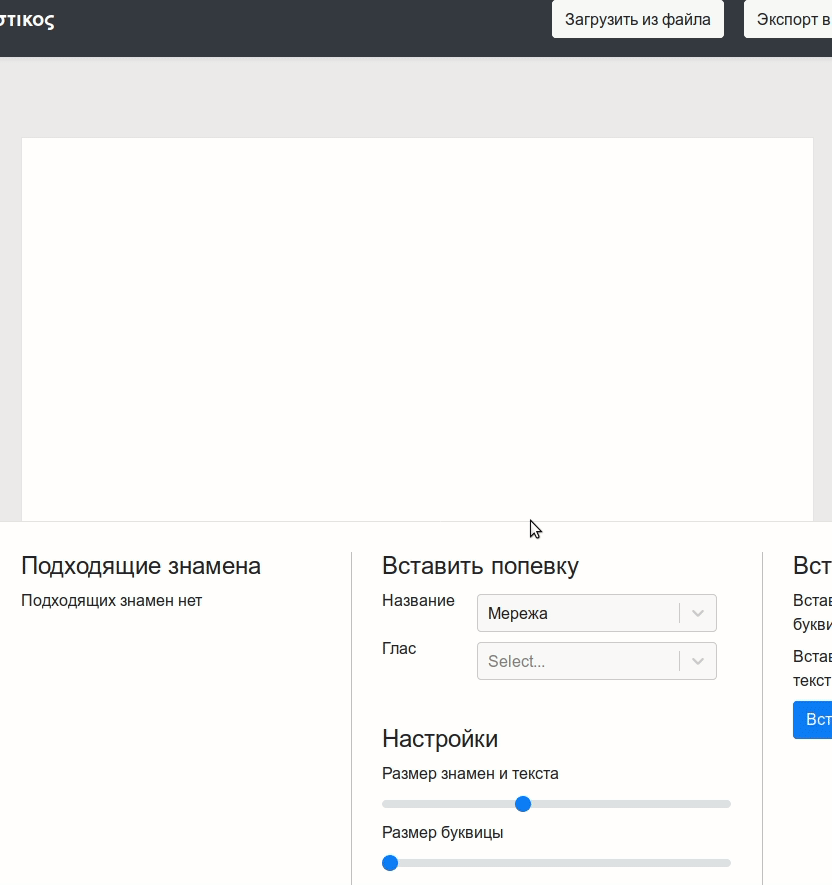 στικος
Загрузить из файла
Экспорт в
Подходящие знамена
Подходящих знамен нет
Вставить попевку
Название
Мережа
Глас
Select...
Настройки
Размер знамен и текста
Размер буквицы
Вст
Встав
букви
Встав
текст
Вст